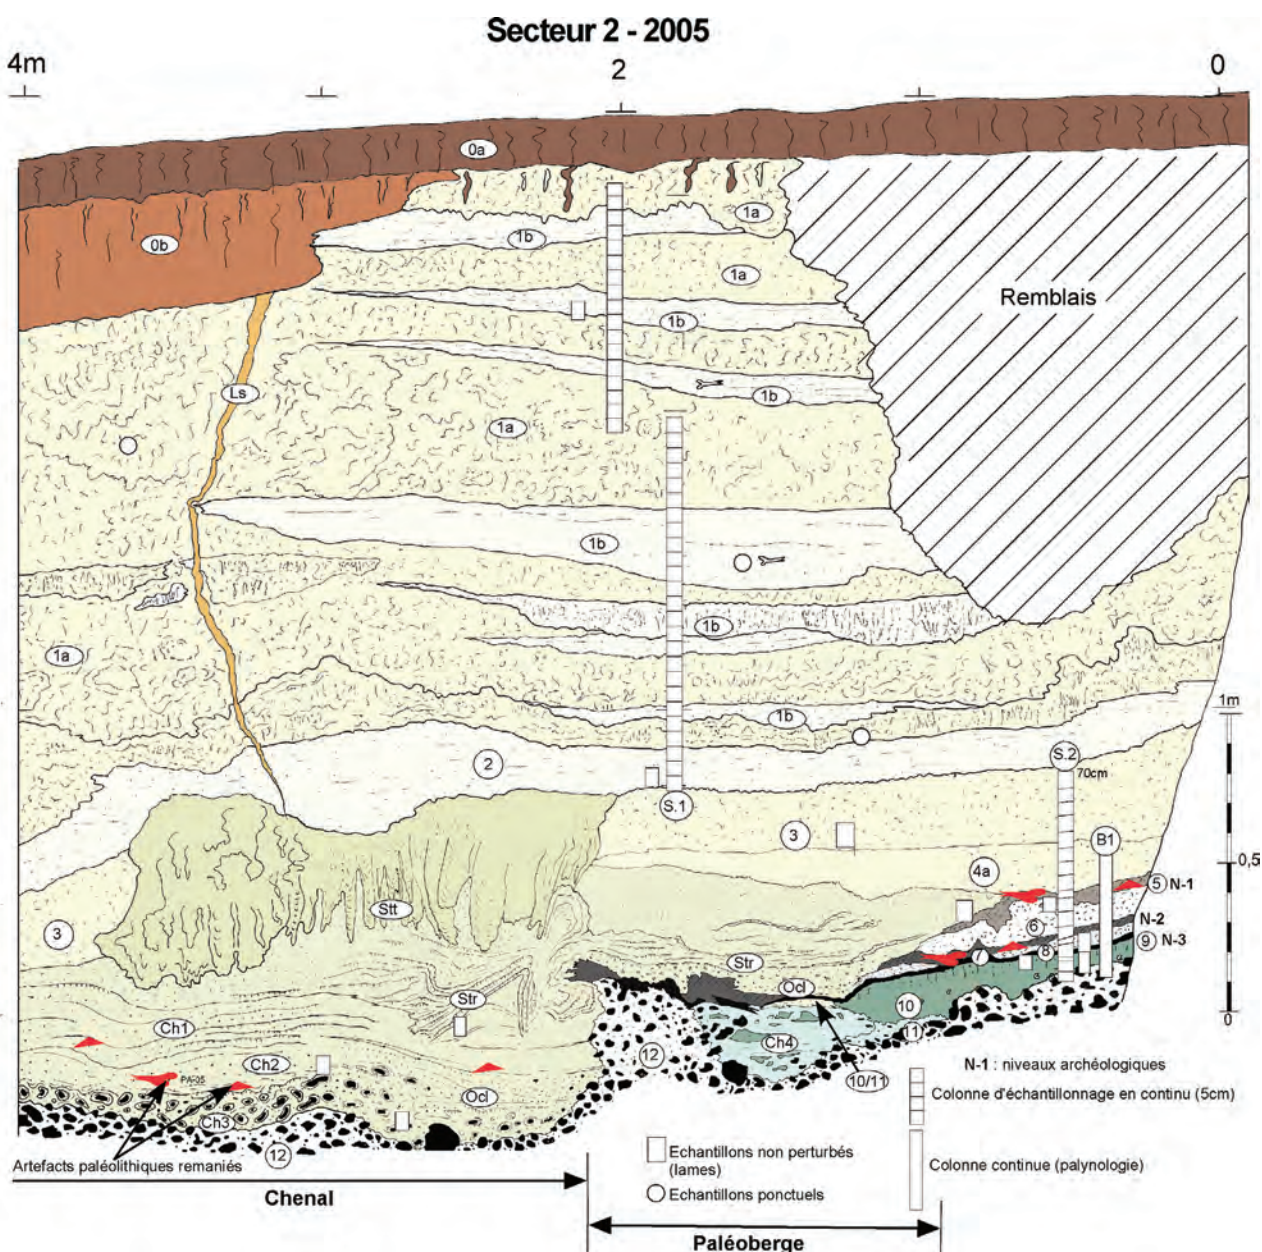 Secteur 2 - 2005
4m
2
0
0a
1a
0b
1b
1a
Remblais
1b
Ls
1b
1a
1b
1b
1a
1b
1m
S.2
70cm
2
S.1
3
B1
0,5
4a
5 N-1
Stt
6
N-2
3
9 N-3
7
8
Str
Ocl
Str
10
Ch1
11
0
Ch4
12
Ch2
N-1 : niveaux archéologiques
PA-05
10/11
Ocl
Colonne d'échantillonnage en continu (5cm)
Ch3
12
Echantillons non perturbés
(lames)
Artefacts paléolithiques remaniés
Colonne continue (palynologie)
Echantillons ponctuels
Chenal
Paléoberge